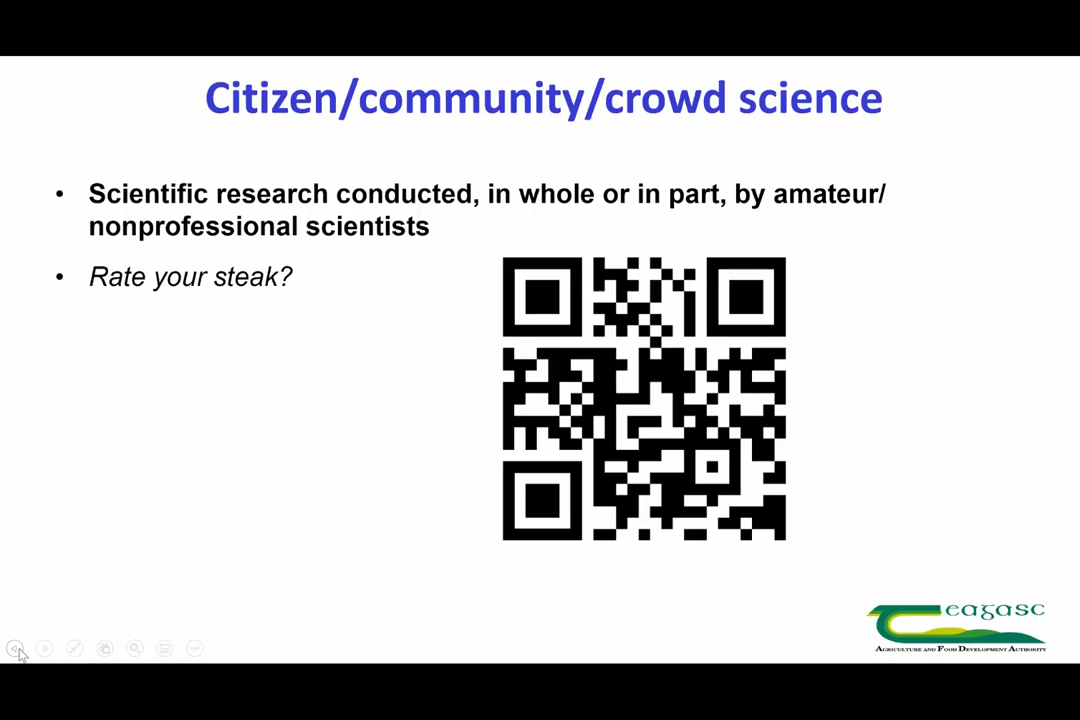 Citizen/community/crowd science
• Scientific research conducted, in whole or in part, by amateur/
nonprofessional scientists
• Rate your steak?
eagasc
AGRICULTURE AND FOOD DEVELOPMENT AUTHORITY